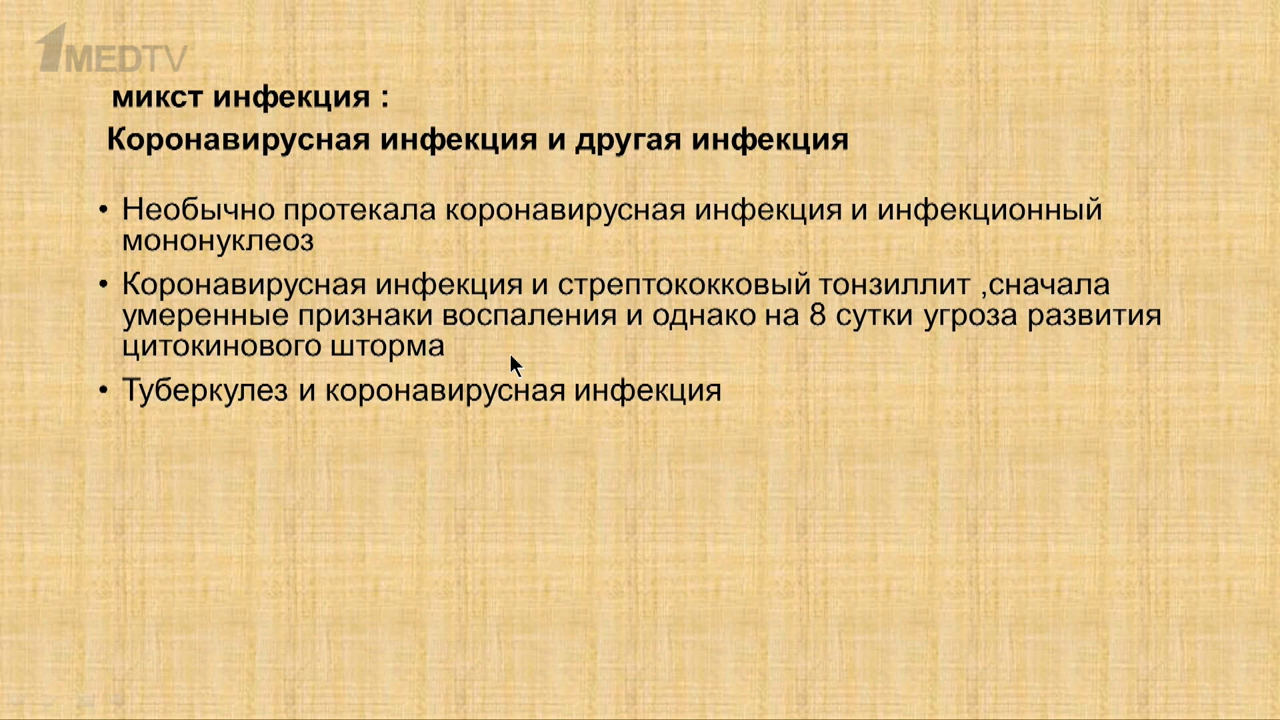 1MEDTV
микст инфекция :
Коронавирусная инфекция и другая инфекция
• Необычно протекала коронавирусная инфекция и инфекционный
мононуклеоз
• Коронавирусная инфекция и стрептококковый тонзиллит ,сначала
умеренные признаки воспаления и однако на 8 сутки угроза развития
цитокинового шторма
• Туберкулез и коронавирусная инфекция